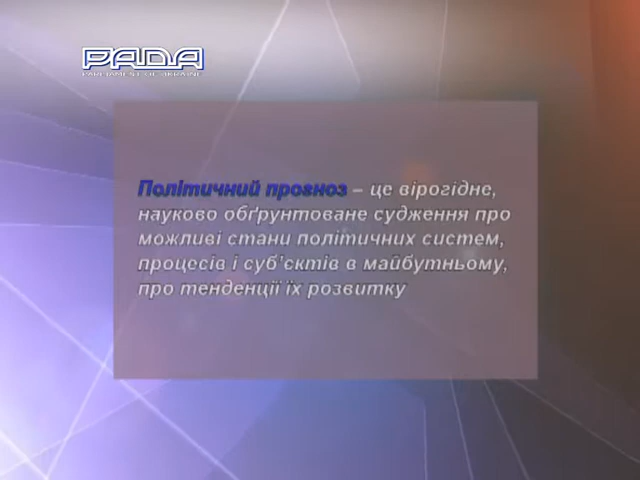 РАДА
PARLIAMENT OF UKRAINE
Політичний прогноз – це вірогідне,
науково обґрунтоване судження про
можливі стани політичних систем,
процесів і суб'єктів в майбутньому,
про тенденції їх розвитку